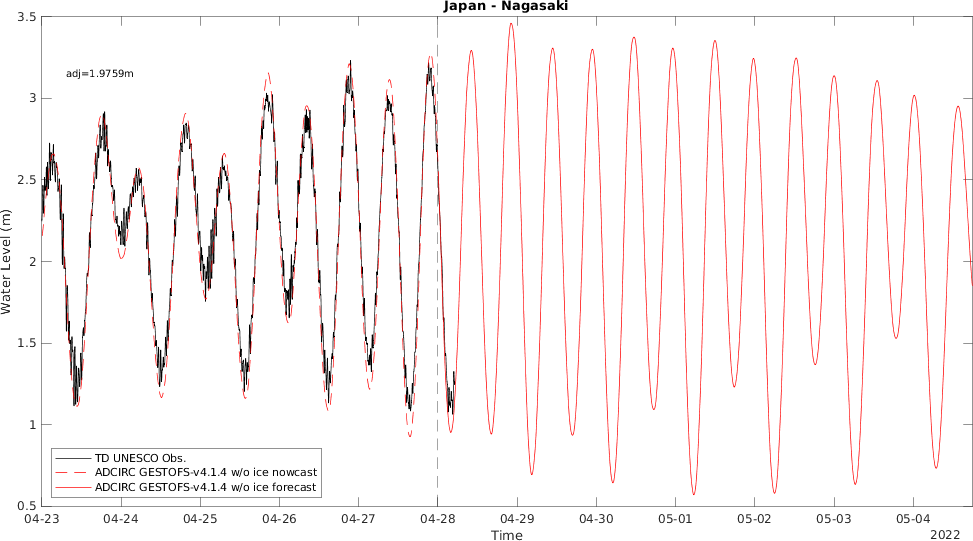 Japan - Nagasaki
adj=1.9759m
Water Level (m)
3.5
3
2.5
2
1.5
1
0.5
TD UNESCO Obs.
ADCIRC GESTOFS-v4.1.4 w/o ice nowcast
ADCIRC GESTOFS-v4.1.4 w/o ice forecast
04-23 04-24 04-25 04-26 04-27 04-28 04-29 04-30 05-01 05-02 05-03 05-04
Time
2022